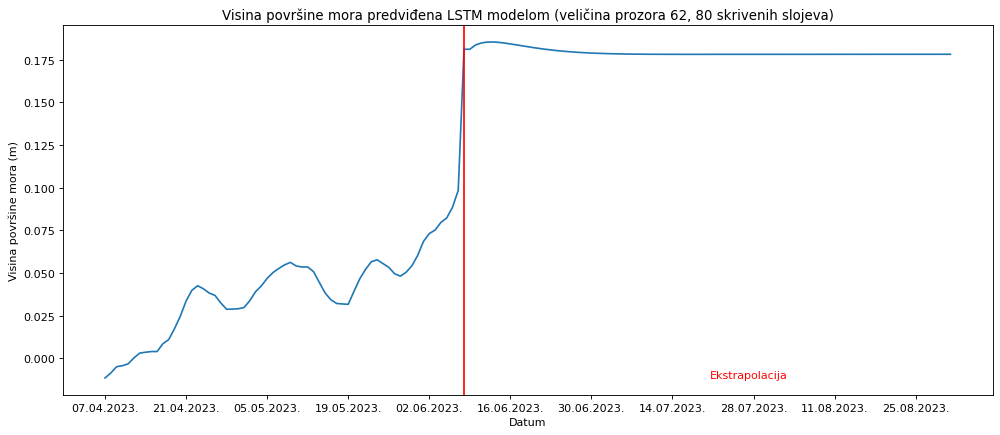 Visina površine mora predviđena LSTM modelom (veličina prozora 62, 80 skrivenih slojeva)
Visina površine mora (m)
0.175
0.150
0.125
0.100
0.075
0.050
0.025
0.000
Ekstrapolacija
07.04.2023. 21.04.2023. 05.05.2023. 19.05.2023. 02.06.2023. 16.06.2023. 30.06.2023. 14.07.2023. 28.07.2023. 11.08.2023. 25.08.2023.
Datum